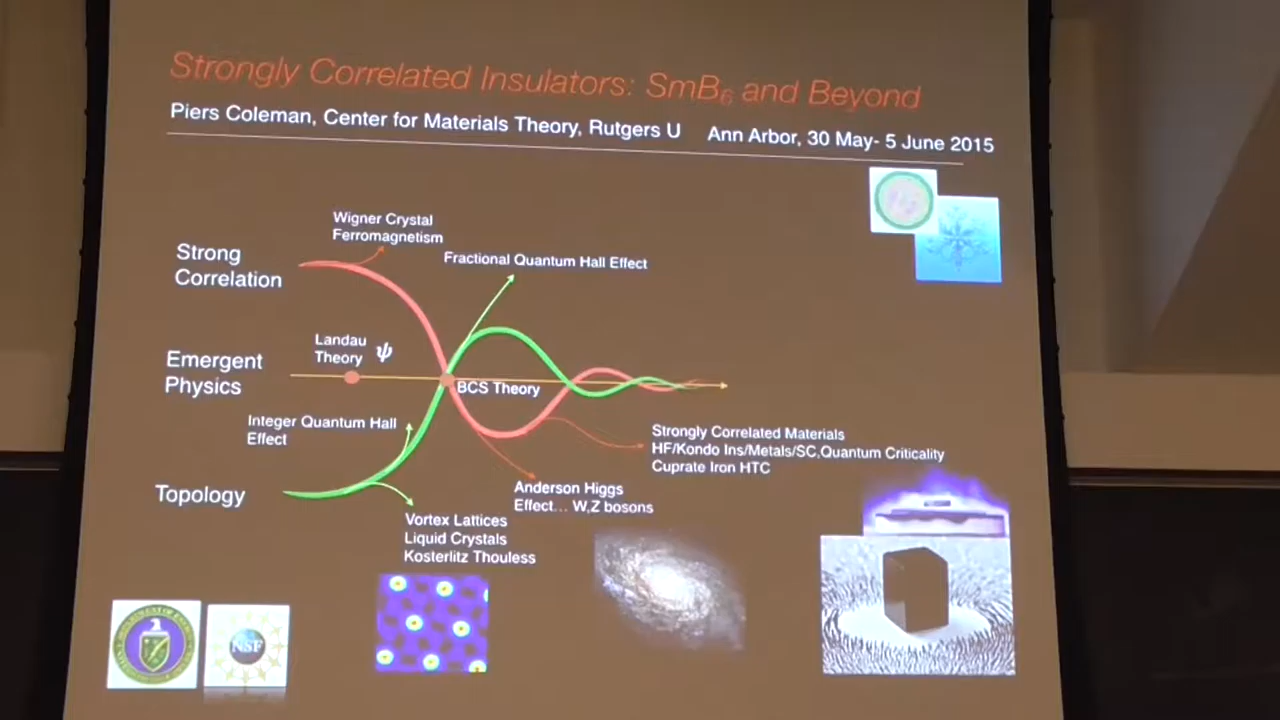 Strongly Correlated Insulators: SmB6 and Beyond
Piers Coleman, Center for Materials Theory, Rutgers U Ann Arbor, 30 May- 5 June 2015
Wigner Crystal
Ferromagnetism
Strong
Correlation
Fractional Quantum Hall Effect
Landau
Theory ψ
Emergent
Physics
BCS Theory
Integer Quantum Hall
Effect
Strongly Correlated Materials
HF/Kondo Ins/Metals/SC,Quantum Criticality
Cuprate Iron HTC
Topology
Anderson Higgs
Effect... W,Z bosons
Vortex Lattices
Liquid Crystals
Kosterlitz Thouless
NSF